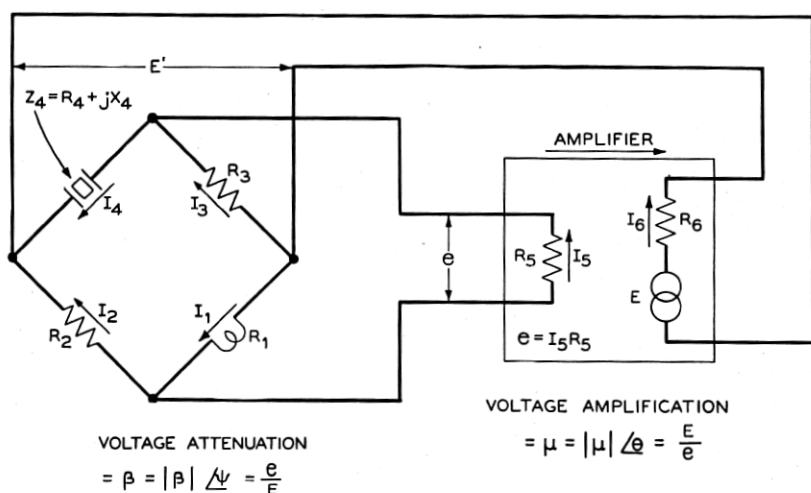 E'
Z4 = R4 + jX4
AMPLIFIER
R3
I4
I3
I6
R6
R5
I5
e
E
I2
I1
R2
R1
e = I5R5
VOLTAGE AMPLIFICATION
= μ = |μ| ∠θ = E/e
VOLTAGE ATTENUATION
= β = |β| ∠ψ = e/E